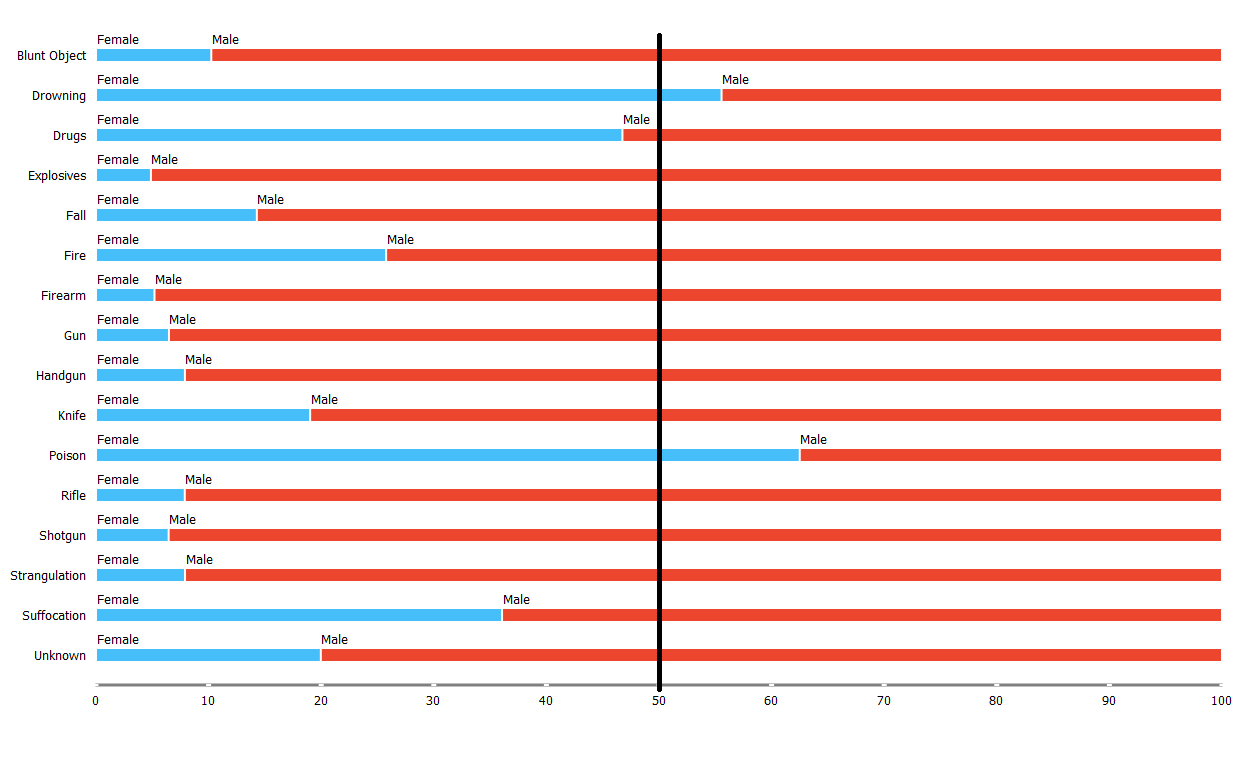 Female Male
Blunt Object
Female Male
Drowning
Female Male
Drugs
Female Male
Explosives
Female Male
Fall
Female Male
Fire
Female Male
Firearm
Female Male
Gun
Female Male
Handgun
Female Male
Knife
Female Male
Poison
Female Male
Rifle
Female Male
Shotgun
Female Male
Strangulation
Female Male
Suffocation
Female Male
Unknown
0 10 20 30 40 50 60 70 80 90 100